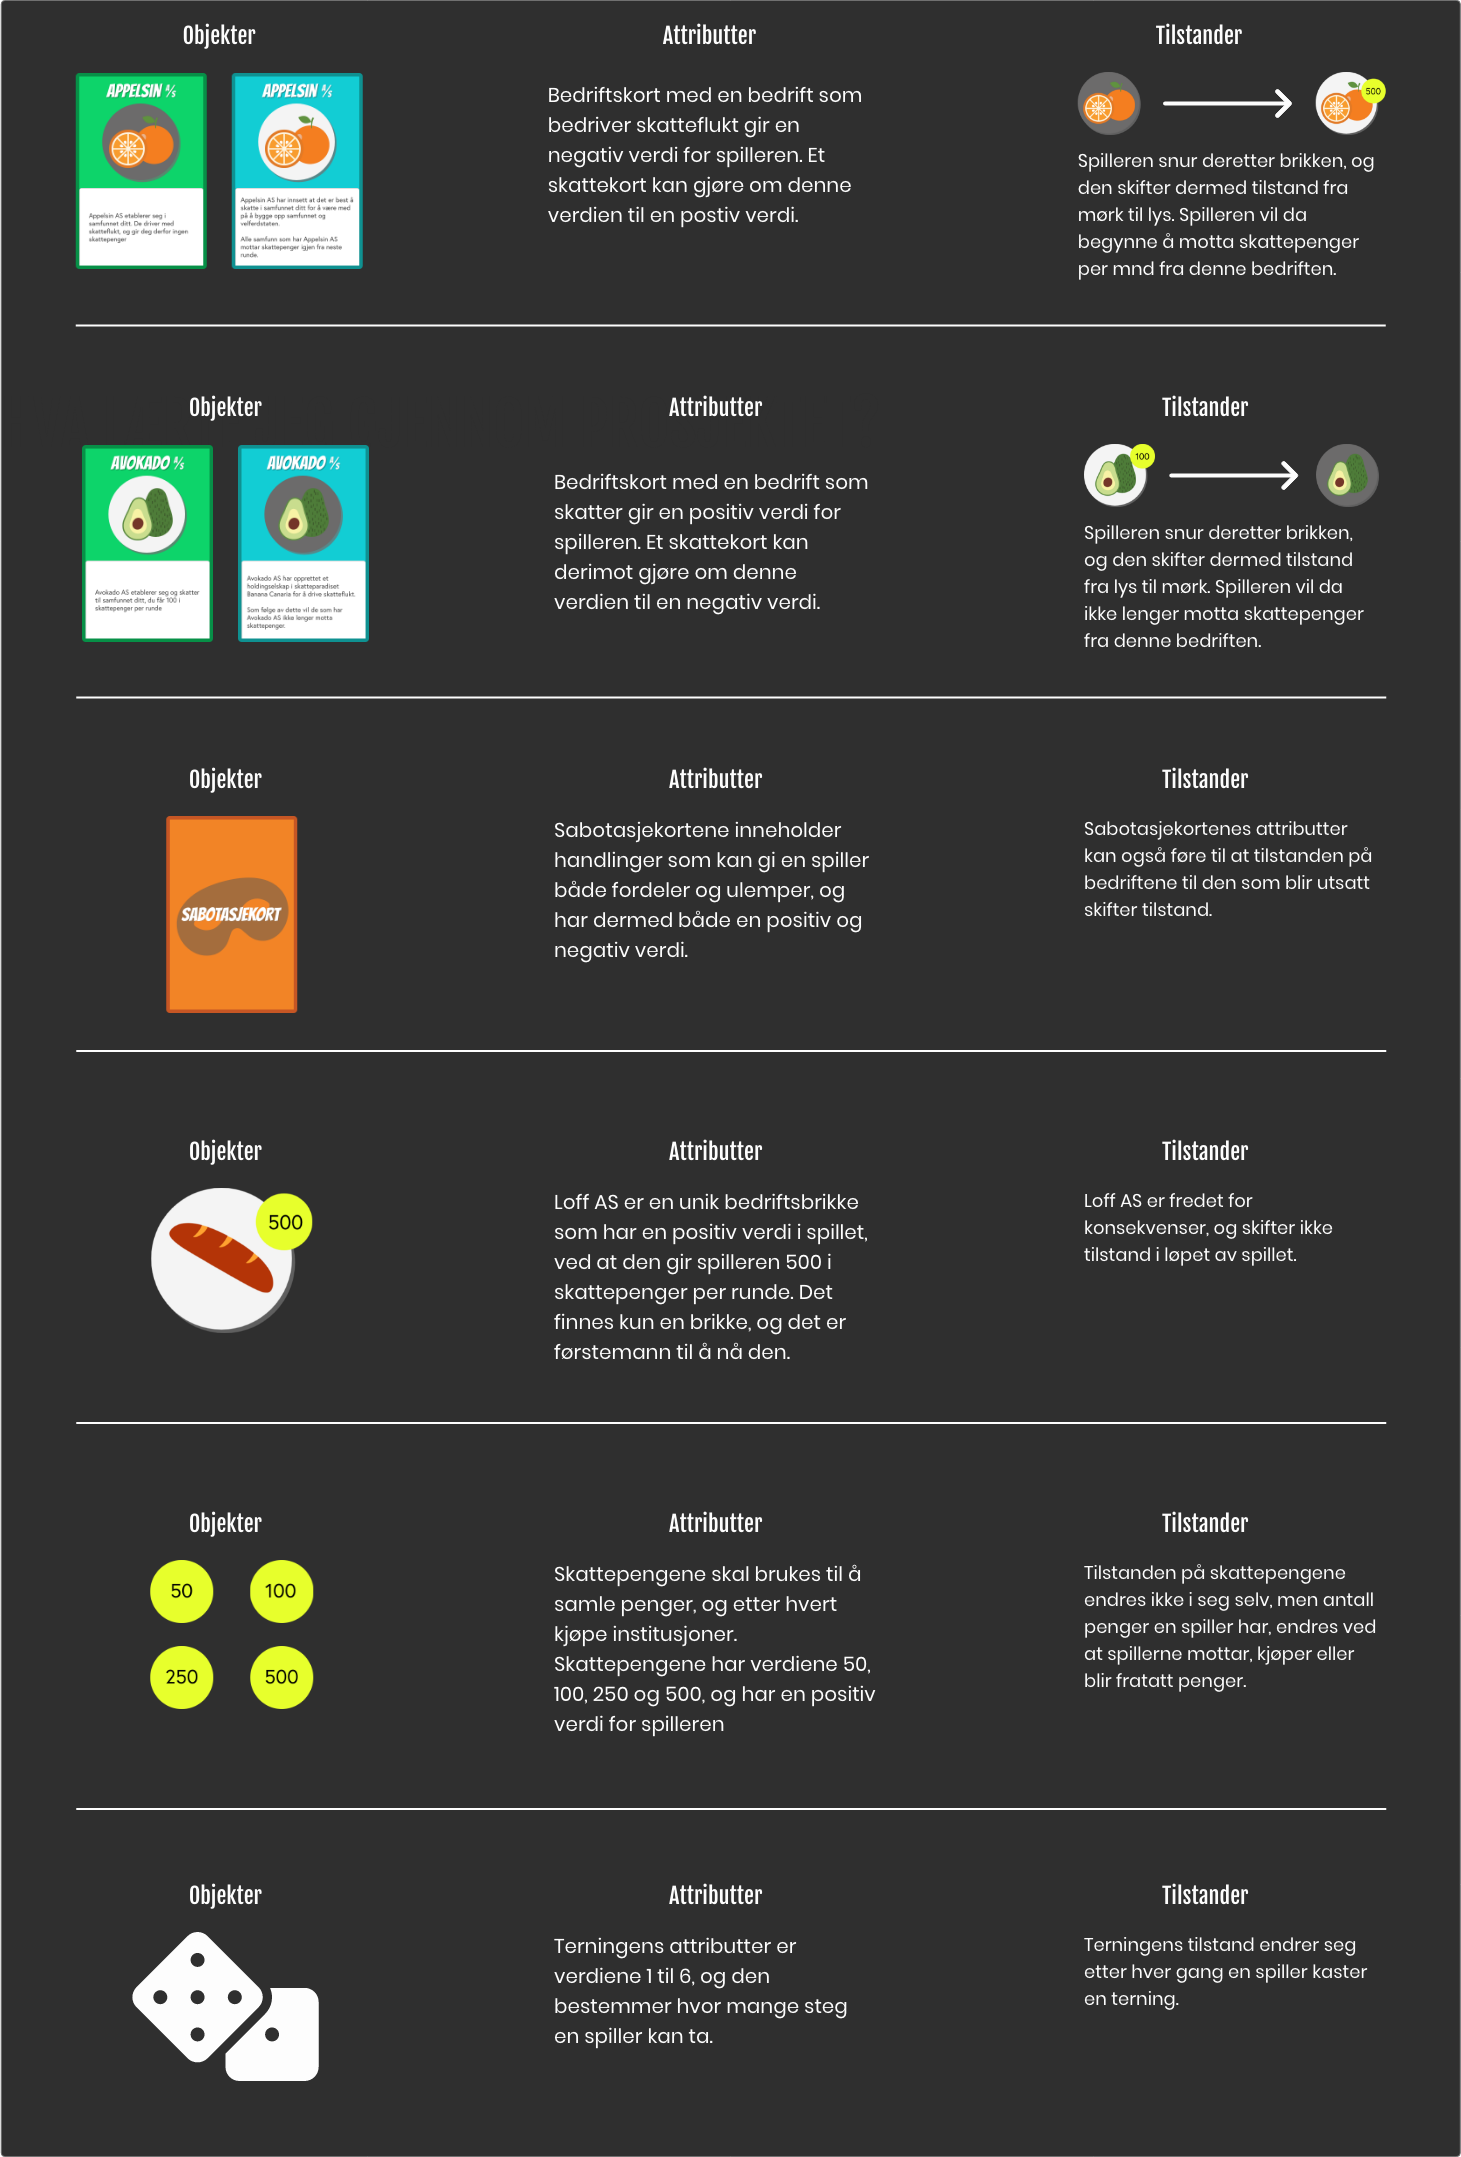 Objekter
Attributter
Tilstander
APPELSIN A/S
APPELSIN A/S
Appelsin AS etablerer seg i
samfunnet ditt. De driver med
skatteflukt, og gir deg derfor ingen
skattepenger
Appelsin AS har innsett at det er best å
skatte i samfunnet ditt for å være med
på å bygge opp samfunnet og
velferdstaten.
Alle samfunn som har Appelsin AS
mottar skattepenger igjen fra neste
runde.
Bedriftskort med en bedrift som
bedriver skatteflukt gir en
negativ verdi for spilleren. Et
skattekort kan gjøre om denne
verdien til en postiv verdi.
500
Spilleren snur deretter brikken, og
den skifter dermed tilstand fra
mørk til lys. Spilleren vil da
begynne å motta skattepenger
per mnd fra denne bedriften.
Objekter
Attributter
Tilstander
AVOKADO A/S
AVOKADO A/S
Avokado AS etablerer seg og skatter
til samfunnet ditt, du får 100 i
skattepenger per runde
Avokado AS har opprettet et
holdingselskap i skatteparadiset
Banana Canaria for å drive skatteflukt.
Som følge av dette vil de som har
Avokado AS ikke lenger motta
skattepenger.
Bedriftskort med en bedrift som
skatter gir en positiv verdi for
spilleren. Et skattekort kan
derimot gjøre om denne
verdien til en negativ verdi.
100
Spilleren snur deretter brikken,
og den skifter dermed tilstand
fra lys til mørk. Spilleren vil da
ikke lenger motta skattepenger
fra denne bedriften.
Objekter
Attributter
Tilstander
SABOTASJEKORT
Sabotasjekortene inneholder
handlinger som kan gi en spiller
både fordeler og ulemper, og
har dermed både en positiv og
negativ verdi.
Sabotasjekortenes attributter
kan også føre til at tilstanden på
bedriftene til den som blir utsatt
skifter tilstand.
Objekter
Attributter
Tilstander
500
Loff AS er en unik bedriftsbrikke
som har en positiv verdi i spillet,
ved at den gir spilleren 500 i
skattepenger per runde. Det
finnes kun en brikke, og det er
førstemann til å nå den.
Loff AS er fredet for
konsekvenser, og skifter ikke
tilstand i løpet av spillet.
Objekter
Attributter
Tilstander
50 100
250 500
Skattepengene skal brukes til å
samle penger, og etter hvert
kjøpe institusjoner.
Skattepengene har verdiene 50,
100, 250 og 500, og har en positiv
verdi for spilleren
Tilstanden på skattepengene
endres ikke i seg selv, men antall
penger en spiller har, endres ved
at spillerne mottar, kjøper eller
blir fratatt penger.
Objekter
Attributter
Tilstander
Terningens attributter er
verdiene 1 til 6, og den
bestemmer hvor mange steg
en spiller kan ta.
Terningens tilstand endrer seg
etter hver gang en spiller kaster
en terning.